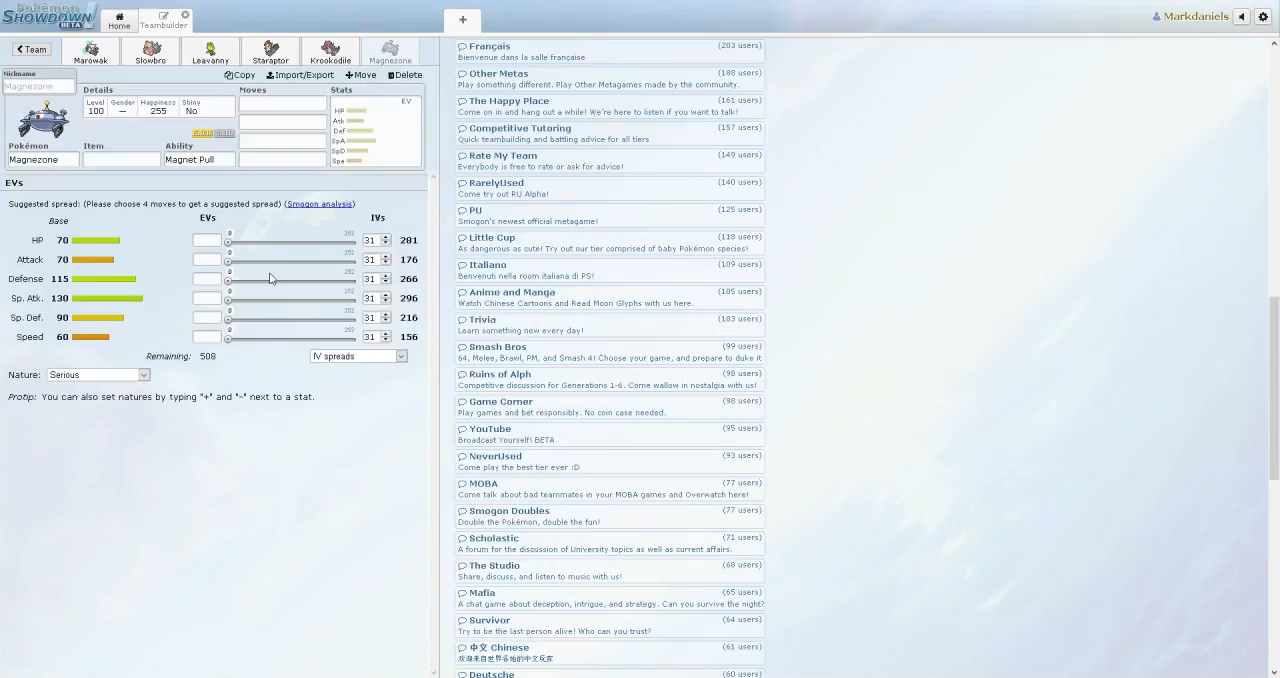 Pokémon
SHOWDOWN
BETA
Home
Teambuilder
+
Markdaniels
Team
Marowak
Slowbro
Leavanny
Staraptor
Krookodile
Magnezone
Copy
Import/Export
Move
Delete
Nickname
Magnezone
Details
Level
100
Gender
—
Happiness
255
Shiny
No
ELECTR
STEEL
Pokémon
Magnezone
Item
Ability
Magnet Pull
Moves
Stats
EV
HP
Atk
Def
SpA
SpD
Spe
EVs
Suggested spread: (Please choose 4 moves to get a suggested spread) (Smogon analysis)
Base EVs IVs
HP 70 0 252 31 281
Attack 70 0 252 31 176
Defense 115 0 252 31 266
Sp. Atk. 130 0 252 31 296
Sp. Def. 90 0 252 31 216
Speed 60 0 252 31 156
Remaining: 508
IV spreads
Nature: Serious
Protip: You can also set natures by typing "+" and "-" next to a stat.
Français (203 users)
Bienvenue dans la salle française
Other Metas (188 users)
Play something different. Play Other Metagames made by the community.
The Happy Place (161 users)
Come on in and hang out a while! We're here to listen if you want to talk!
Competitive Tutoring (157 users)
Quick teambuilding and battling advice for all tiers
Rate My Team (149 users)
Everybody is free to rate or ask for advice!
RarelyUsed (140 users)
Come try out RU Alpha!
PU (125 users)
Smogon's newest official metagame!
Little Cup (118 users)
As dangerous as cute! Try out our tier comprised of baby Pokémon species!
Italiano (109 users)
Benvenuti nella room italiana di PS!
Anime and Manga (105 users)
Watch Chinese Cartoons and Read Moon Glyphs with us here.
Trivia (103 users)
Learn something new every day!
Smash Bros (99 users)
64, Melee, Brawl, PM, and Smash 4! Choose your game, and prepare to duke it
Ruins of Alph (98 users)
Competitive discussion for Generations 1-6. Come wallow in nostalgia with us!
Game Corner (98 users)
Play games and bet responsibly. No coin case needed.
YouTube (95 users)
Broadcast Yourself! BETA
NeverUsed (93 users)
Come play the best tier ever :D
MOBA (77 users)
Come talk about bad teammates in your MOBA games and Overwatch here!
Smogon Doubles (77 users)
Double the Pokémon, double the fun!
Scholastic (71 users)
A forum for the discussion of University topics as well as current affairs.
The Studio (68 users)
Share, discuss, and listen to music with us!
Mafia (65 users)
A chat game about deception, intrigue, and strategy. Can you survive the night?
Survivor (64 users)
Try to be the last person alive! Who can you trust?
中文 Chinese (61 users)
欢迎来自世界各地的中文玩家
Deutsche (60 users)